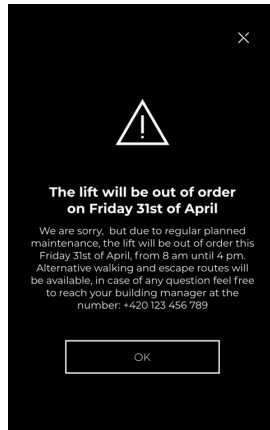 The lift will be out of order
on Friday 31st of April
We are sorry,  but due to regular planned
maintenance, the lift will be out of order this
Friday 31st of April, from 8 am until 4 pm.
Alternative walking and escape routes will
be available, in case of any question feel free
to reach your building manager at the
number: +420 123 456 789
OK